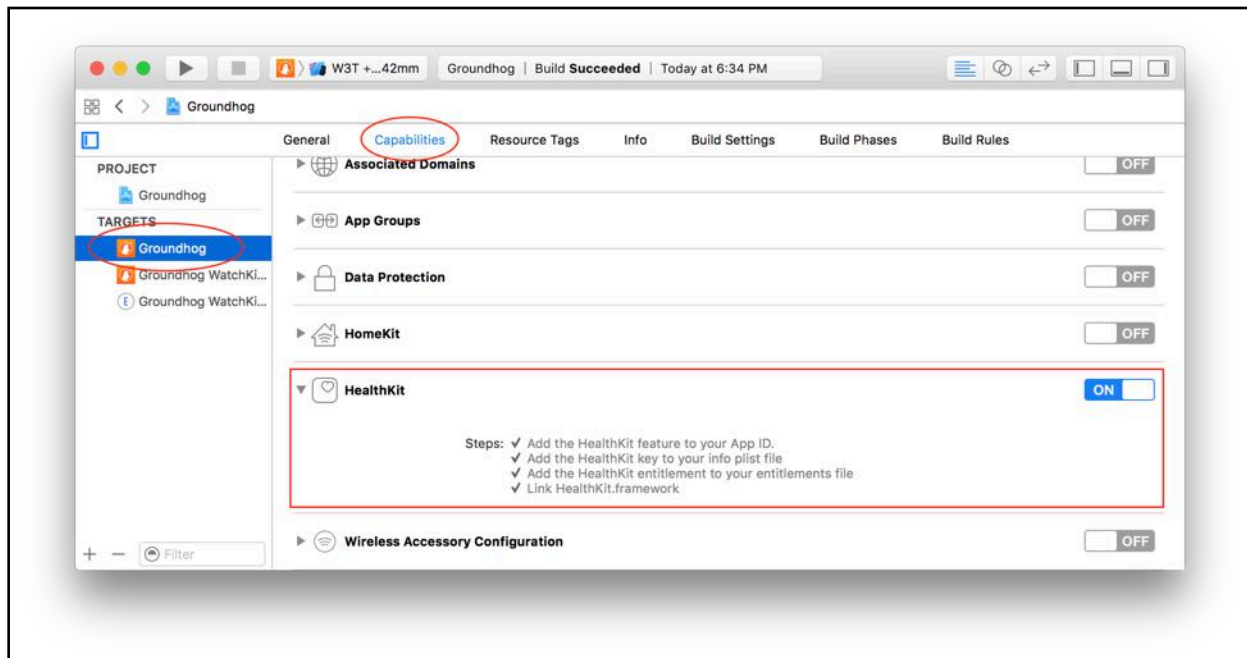 W3T +...42mm
Groundhog | Build Succeeded | Today at 6:34 PM
Groundhog
General Capabilities Resource Tags Info Build Settings Build Phases Build Rules
PROJECT
Groundhog
TARGETS
Groundhog
Groundhog WatchKi...
E Groundhog WatchKi...
Associated Domains OFF
App Groups OFF
Data Protection OFF
HomeKit OFF
HealthKit ON
Steps: ✓ Add the HealthKit feature to your App ID.
✓ Add the HealthKit key to your info plist file
✓ Add the HealthKit entitlement to your entitlements file
✓ Link HealthKit.framework
Wireless Accessory Configuration OFF
+ − Filter